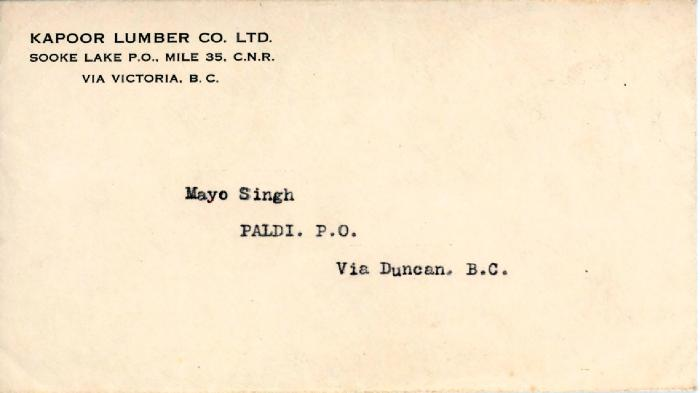 KAPOOR LUMBER CO. LTD.
SOOKE LAKE P.O., MILE 35, C.N.R.
VIA VICTORIA, B. C.
Mayo Singh
PALDI. P.O.
Via Duncan. B.C.